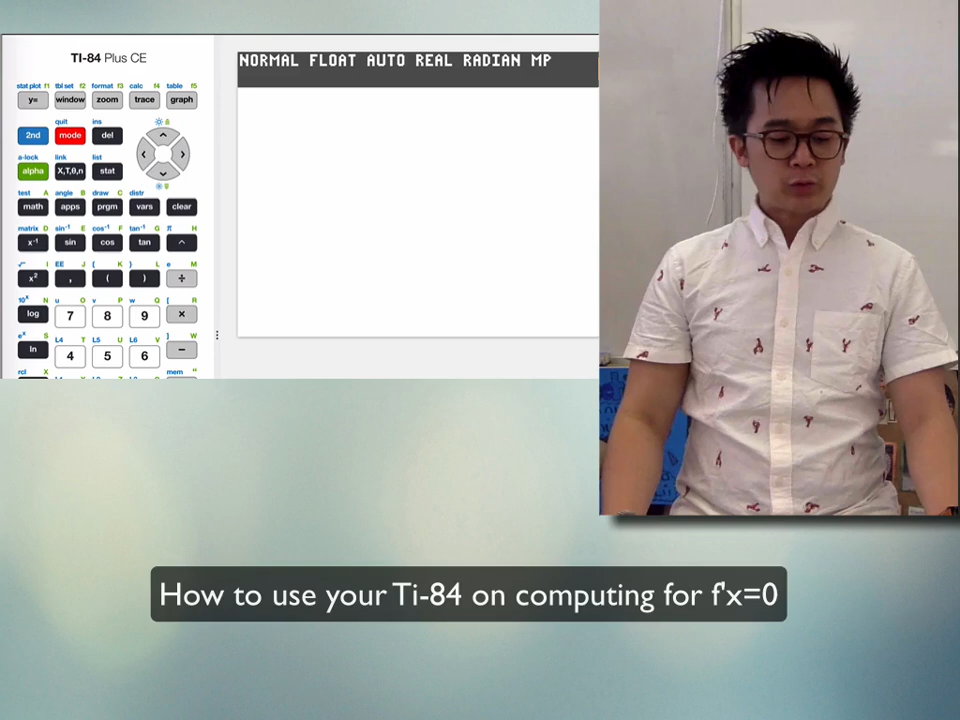 TI-84 Plus CE
NORMAL FLOAT AUTO REAL RADIAN MP
stat plot f1 tbl set f2 format f3 calc f4 table f5
y= window zoom trace graph
quit ins
2nd mode del
a-lock link list
alpha X,T,θ,n stat
test A angle B draw C distr
math apps prgm vars clear
matrix D sin⁻¹ E cos⁻¹ F tan⁻¹ G π H
x⁻¹ sin cos tan ^
√ I EE J { K } L e M
x² , ( ) ÷
10ˣ N u O v P w Q [ R
log 7 8 9 ×
eˣ S L4 T L5 U L6 V ] W
ln 4 5 6 −
rcl X mem "
How to use your Ti-84 on computing for f'x=0